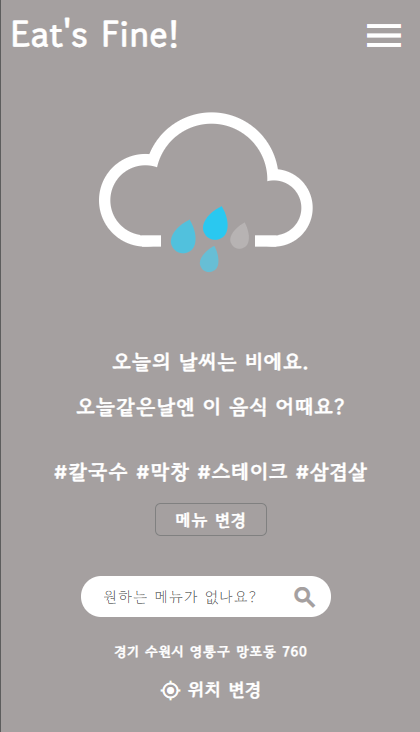 Eat's Fine!
오늘의 날씨는 비에요.
오늘같은날엔 이 음식 어때요?
#칼국수 #막창 #스테이크 #삼겹살
메뉴 변경
원하는 메뉴가 없나요?
경기 수원시 영통구 망포동 760
위치 변경